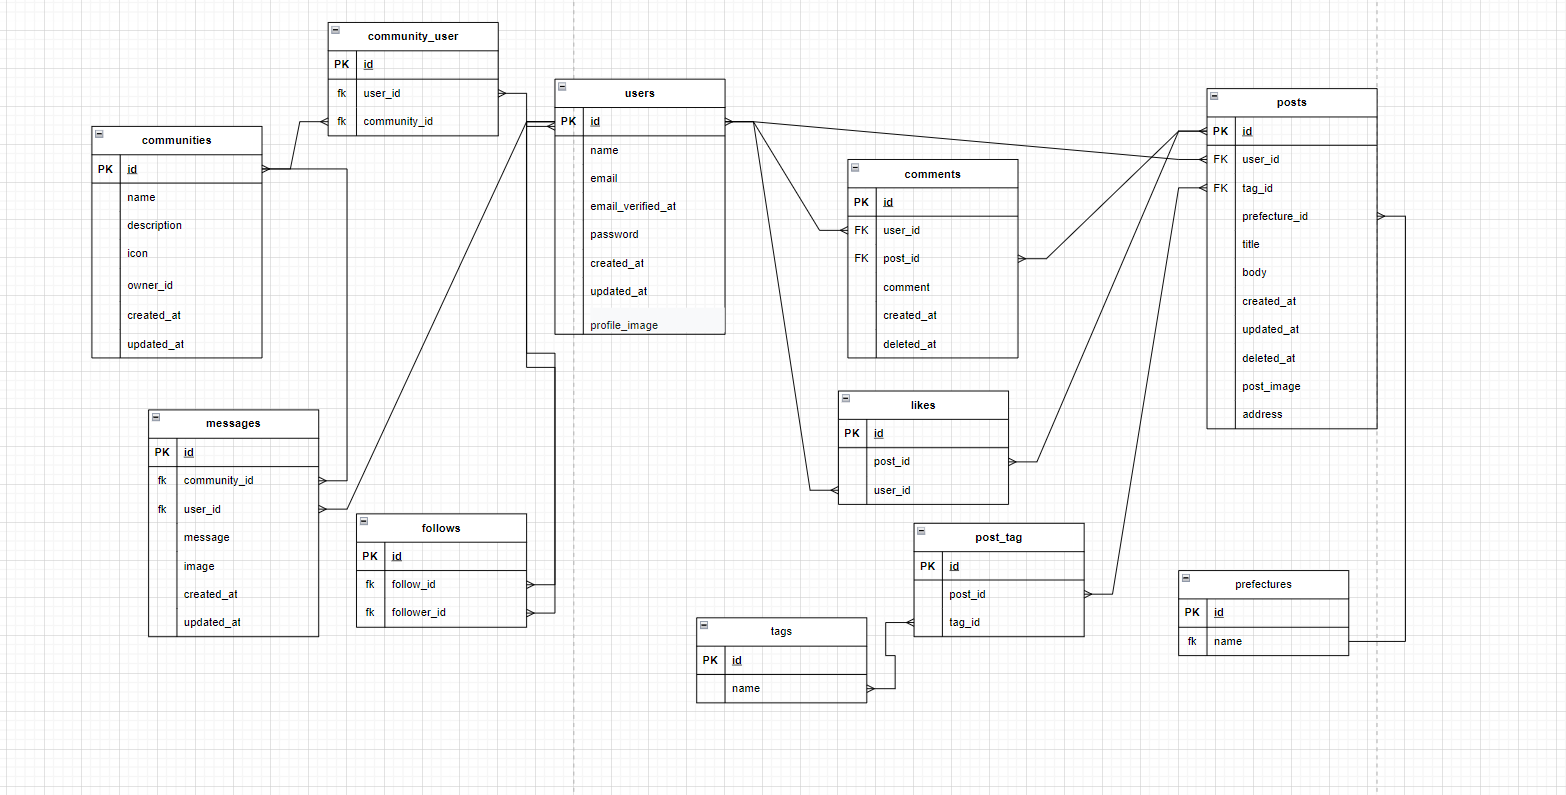 community_user
PK id
fk user_id
fk community_id
users
PK id
name
email
email_verified_at
password
created_at
updated_at
profile_image
posts
PK id
FK user_id
FK tag_id
prefecture_id
title
body
created_at
updated_at
deleted_at
post_image
address
communities
PK id
name
description
icon
owner_id
created_at
updated_at
comments
PK id
FK user_id
FK post_id
comment
created_at
deleted_at
likes
PK id
post_id
user_id
messages
PK id
fk community_id
fk user_id
message
image
created_at
updated_at
follows
PK id
fk follow_id
fk follower_id
post_tag
PK id
post_id
tag_id
prefectures
PK id
fk name
tags
PK id
name